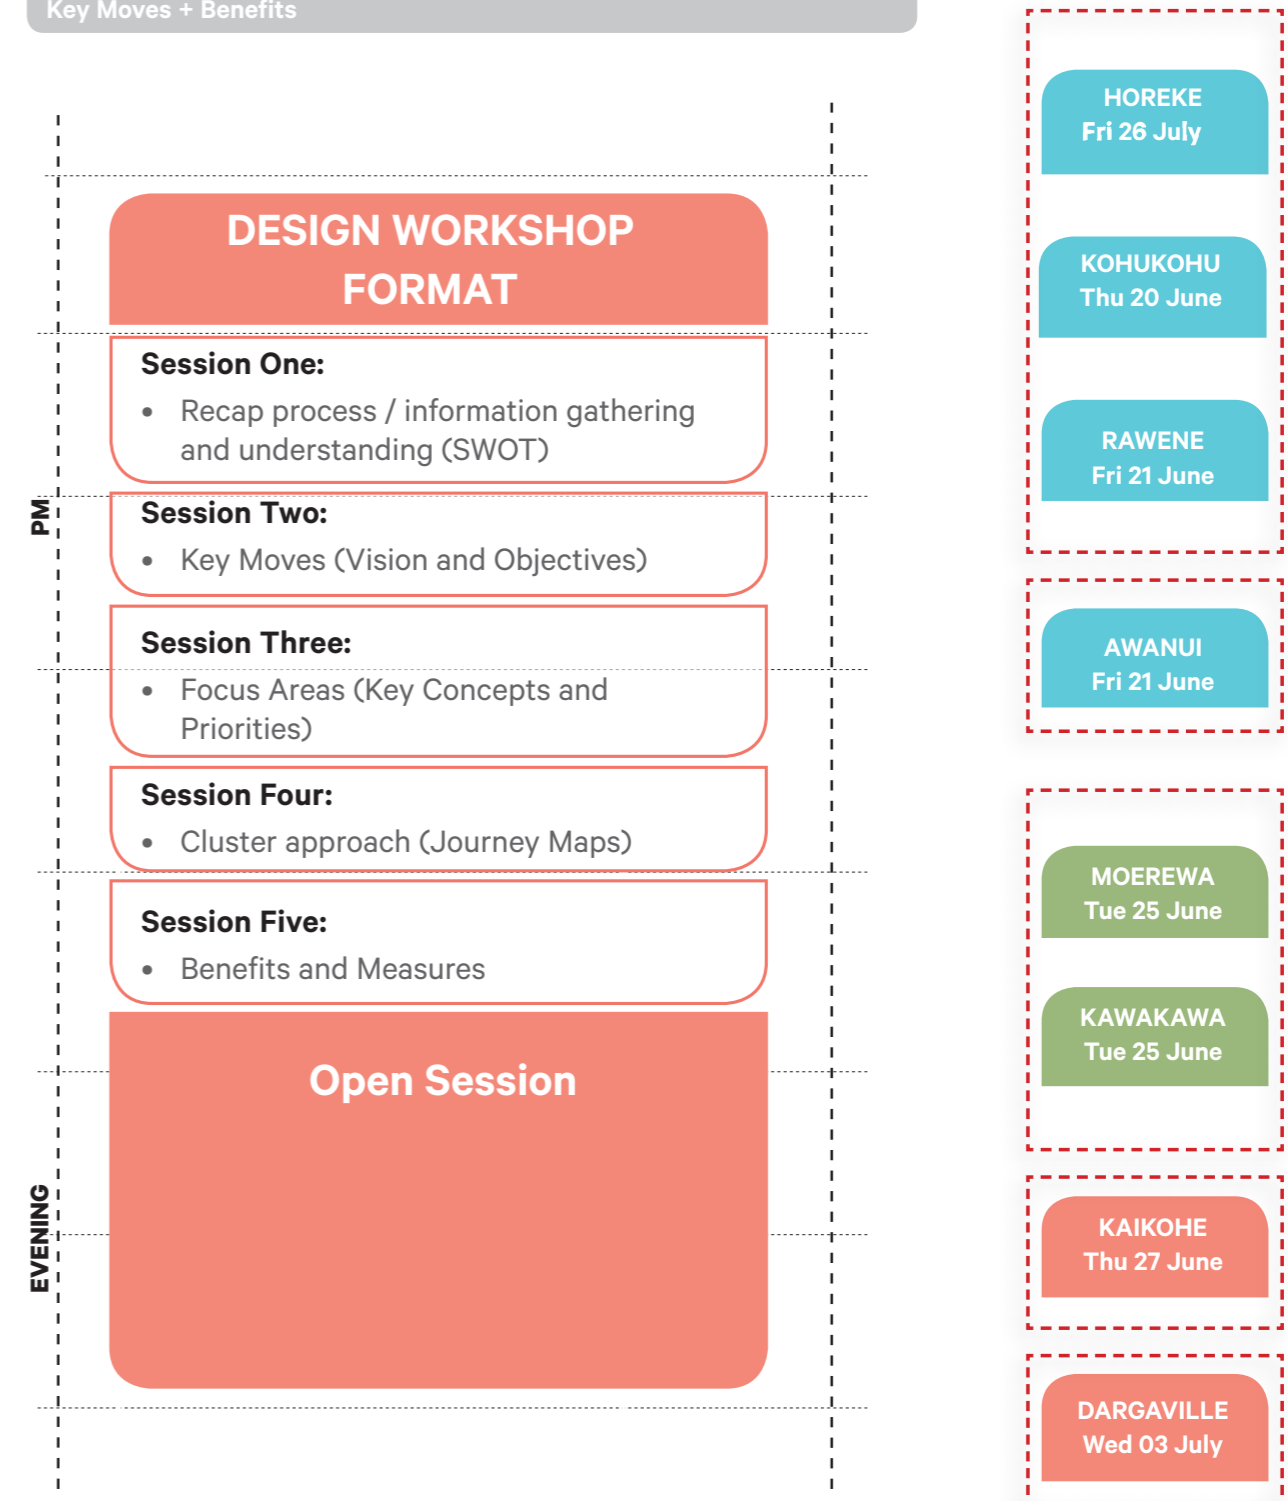 Key Moves + Benefits
DESIGN WORKSHOP
FORMAT
PM
Session One:
• Recap process / information gathering
and understanding (SWOT)
Session Two:
• Key Moves (Vision and Objectives)
Session Three:
• Focus Areas (Key Concepts and
Priorities)
Session Four:
• Cluster approach (Journey Maps)
Session Five:
• Benefits and Measures
EVENING
Open Session
HOREKE
Fri 26 July
KOHUKOHU
Thu 20 June
RAWENE
Fri 21 June
AWANUI
Fri 21 June
MOEREWA
Tue 25 June
KAWAKAWA
Tue 25 June
KAIKOHE
Thu 27 June
DARGAVILLE
Wed 03 July